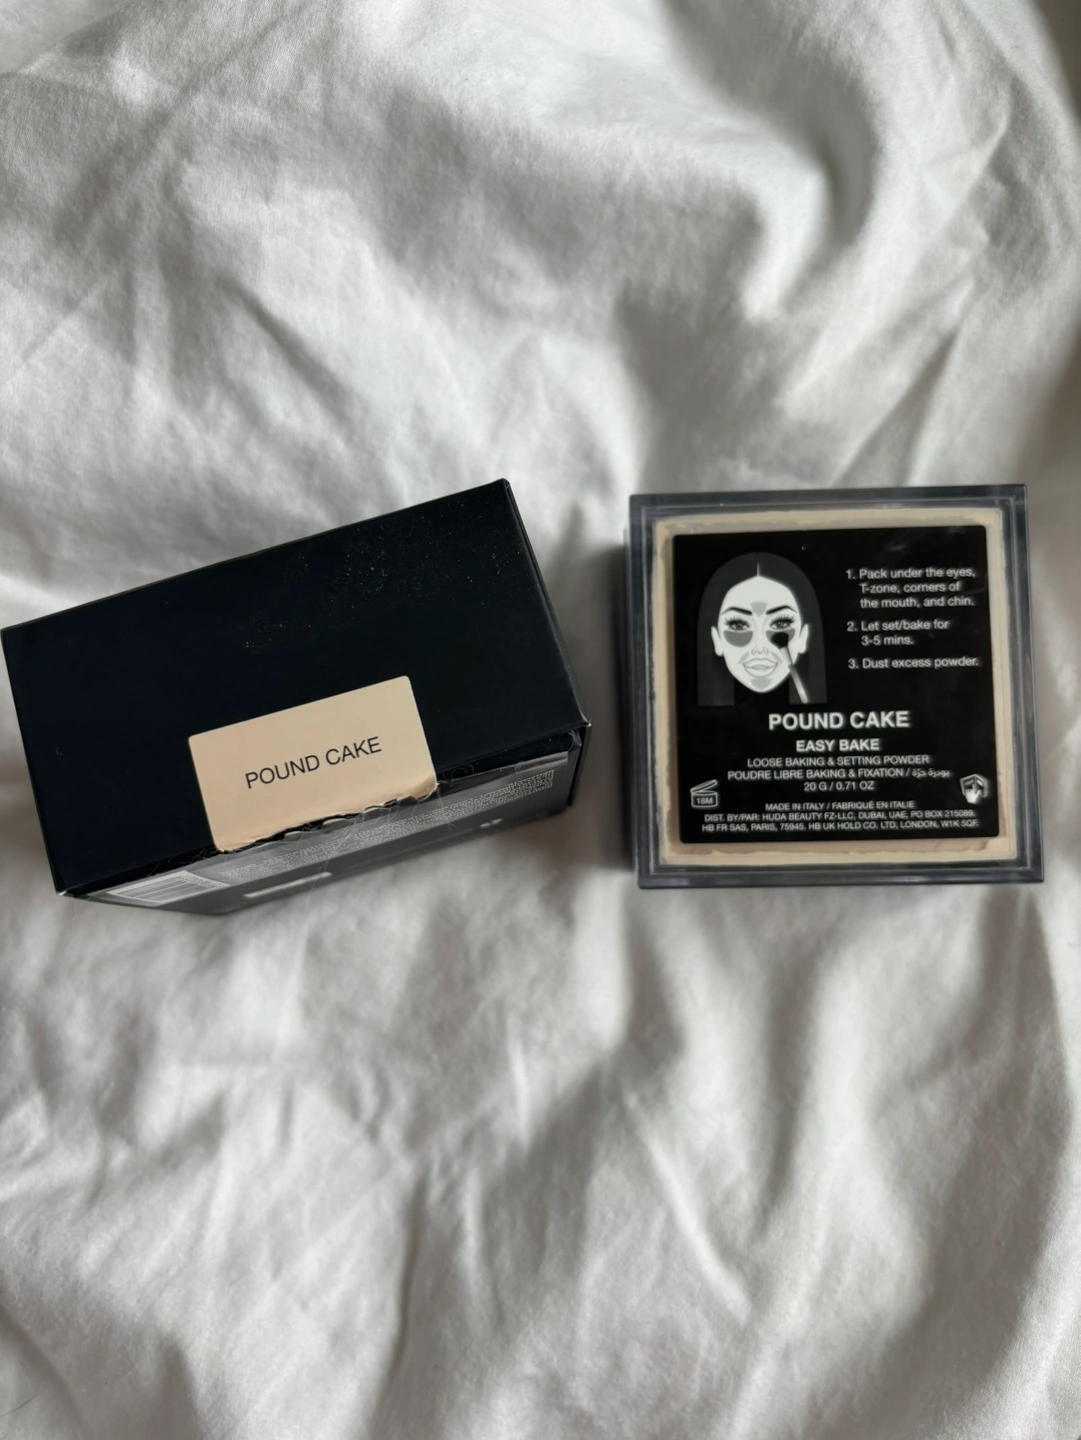 POUND CAKE
1. Pack under the eyes,
T-zone, corners of
the mouth, and chin.
2. Let set/bake for
3-5 mins.
3. Dust excess powder.
POUND CAKE
EASY BAKE
LOOSE BAKING & SETTING POWDER
POUDRE LIBRE BAKING & FIXATION /
20 G / 0.71 OZ
18M
MADE IN ITALY / FABRIQUÉ EN ITALIE
DIST. BY/PAR: HUDA BEAUTY FZ-LLC, DUBAI, UAE, PO BOX 215089.
HB FR SAS, PARIS, 75945. HB UK HOLD CO. LTD, LONDON, W1K 5QF.